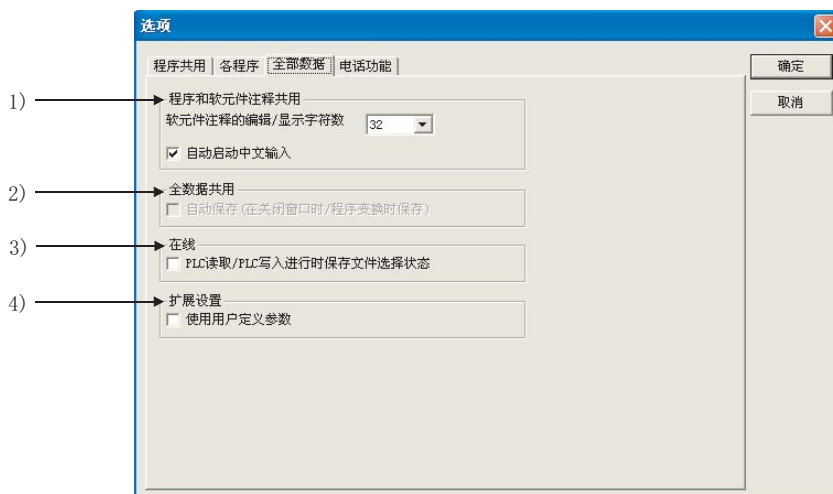 选项
程序共用 各程序 全部数据 电话功能
确定
取消
1)
程序和软元件注释共用
软元件注释的编辑/显示字符数 32
自动启动中文输入
2)
全数据共用
自动保存(在关闭窗口时/程序变换时保存)
3)
在线
PLC读取/PLC写入进行时保存文件选择状态
4)
扩展设置
使用用户定义参数